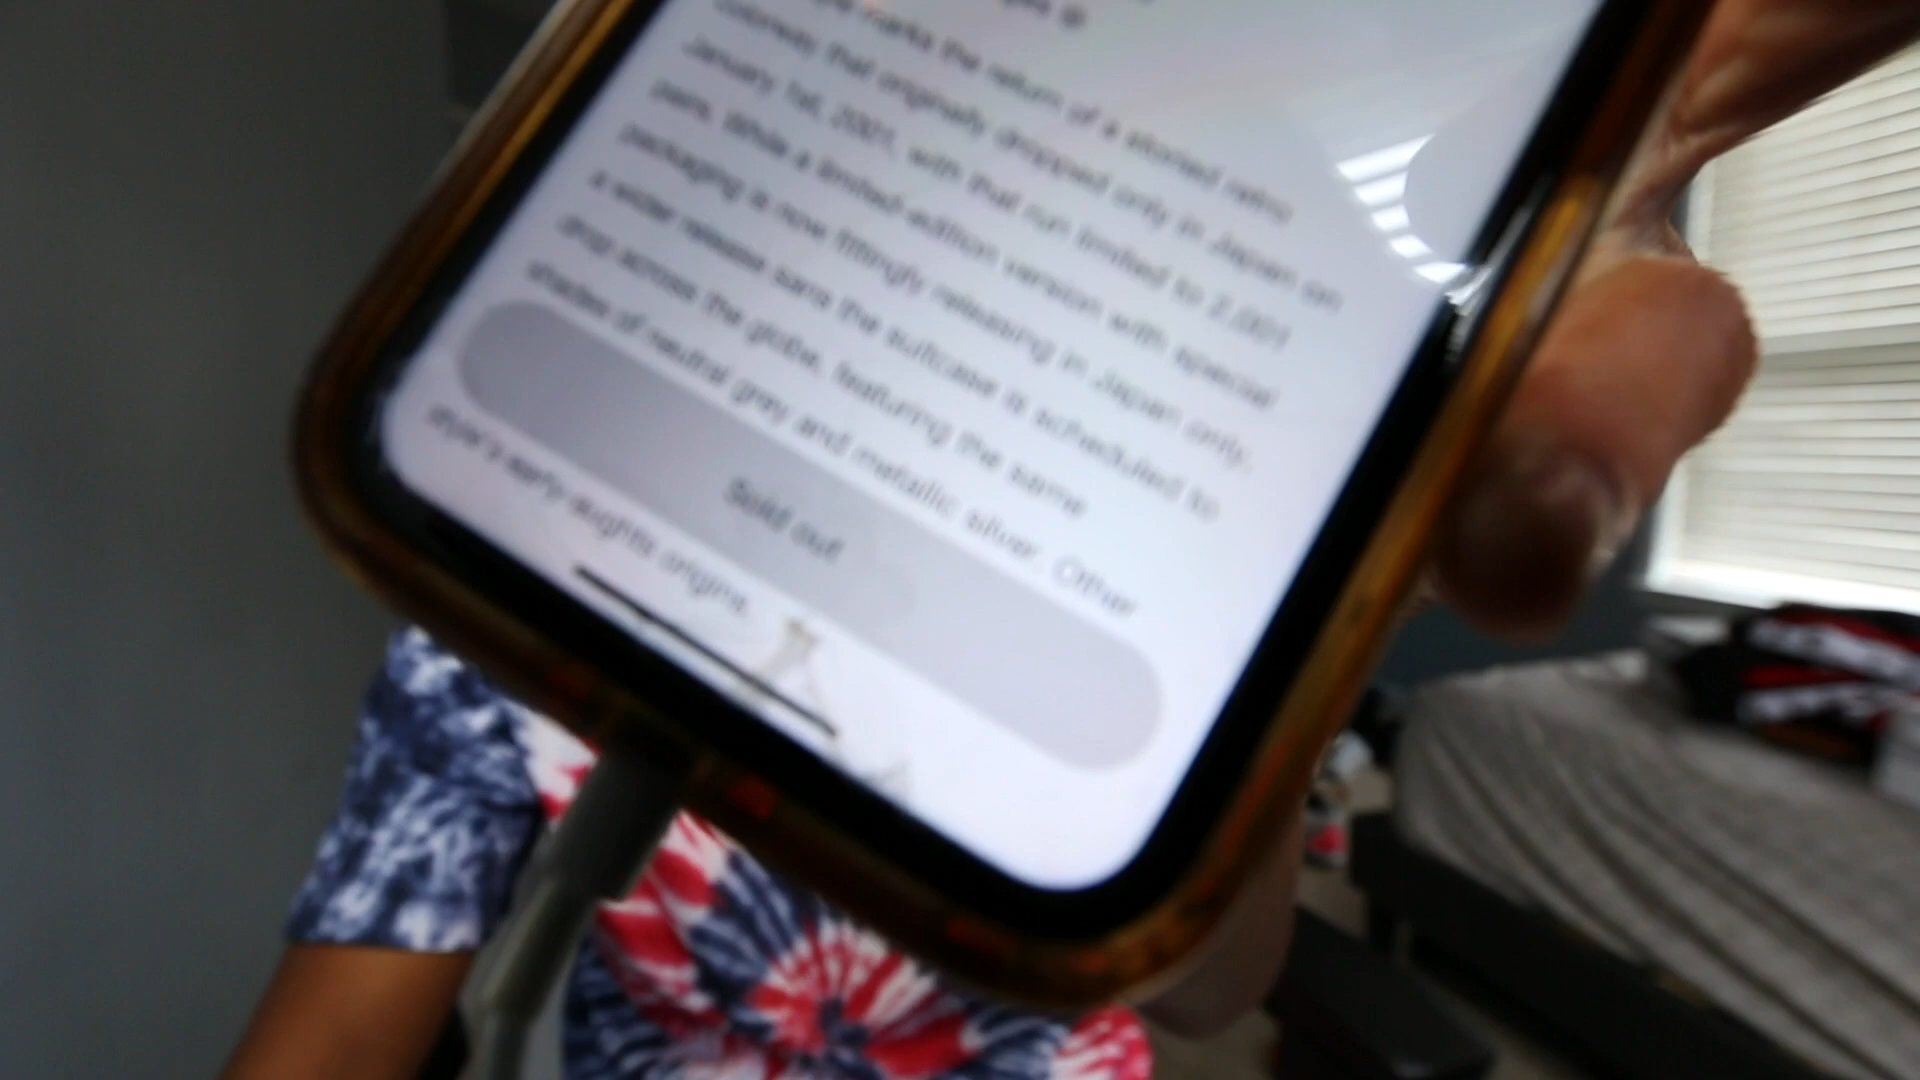 marks the return of a storied retro
colorway that originally dropped only in Japan on
January 1st, 2001, with that run limited to 2,001
pairs. While a limited-edition version with special
packaging is now fittingly releasing in Japan only,
a wider release sans the suitcase is scheduled to
drop across the globe, featuring the same
shades of neutral grey and metallic silver. Other
Sold out
style's early aughts origins.